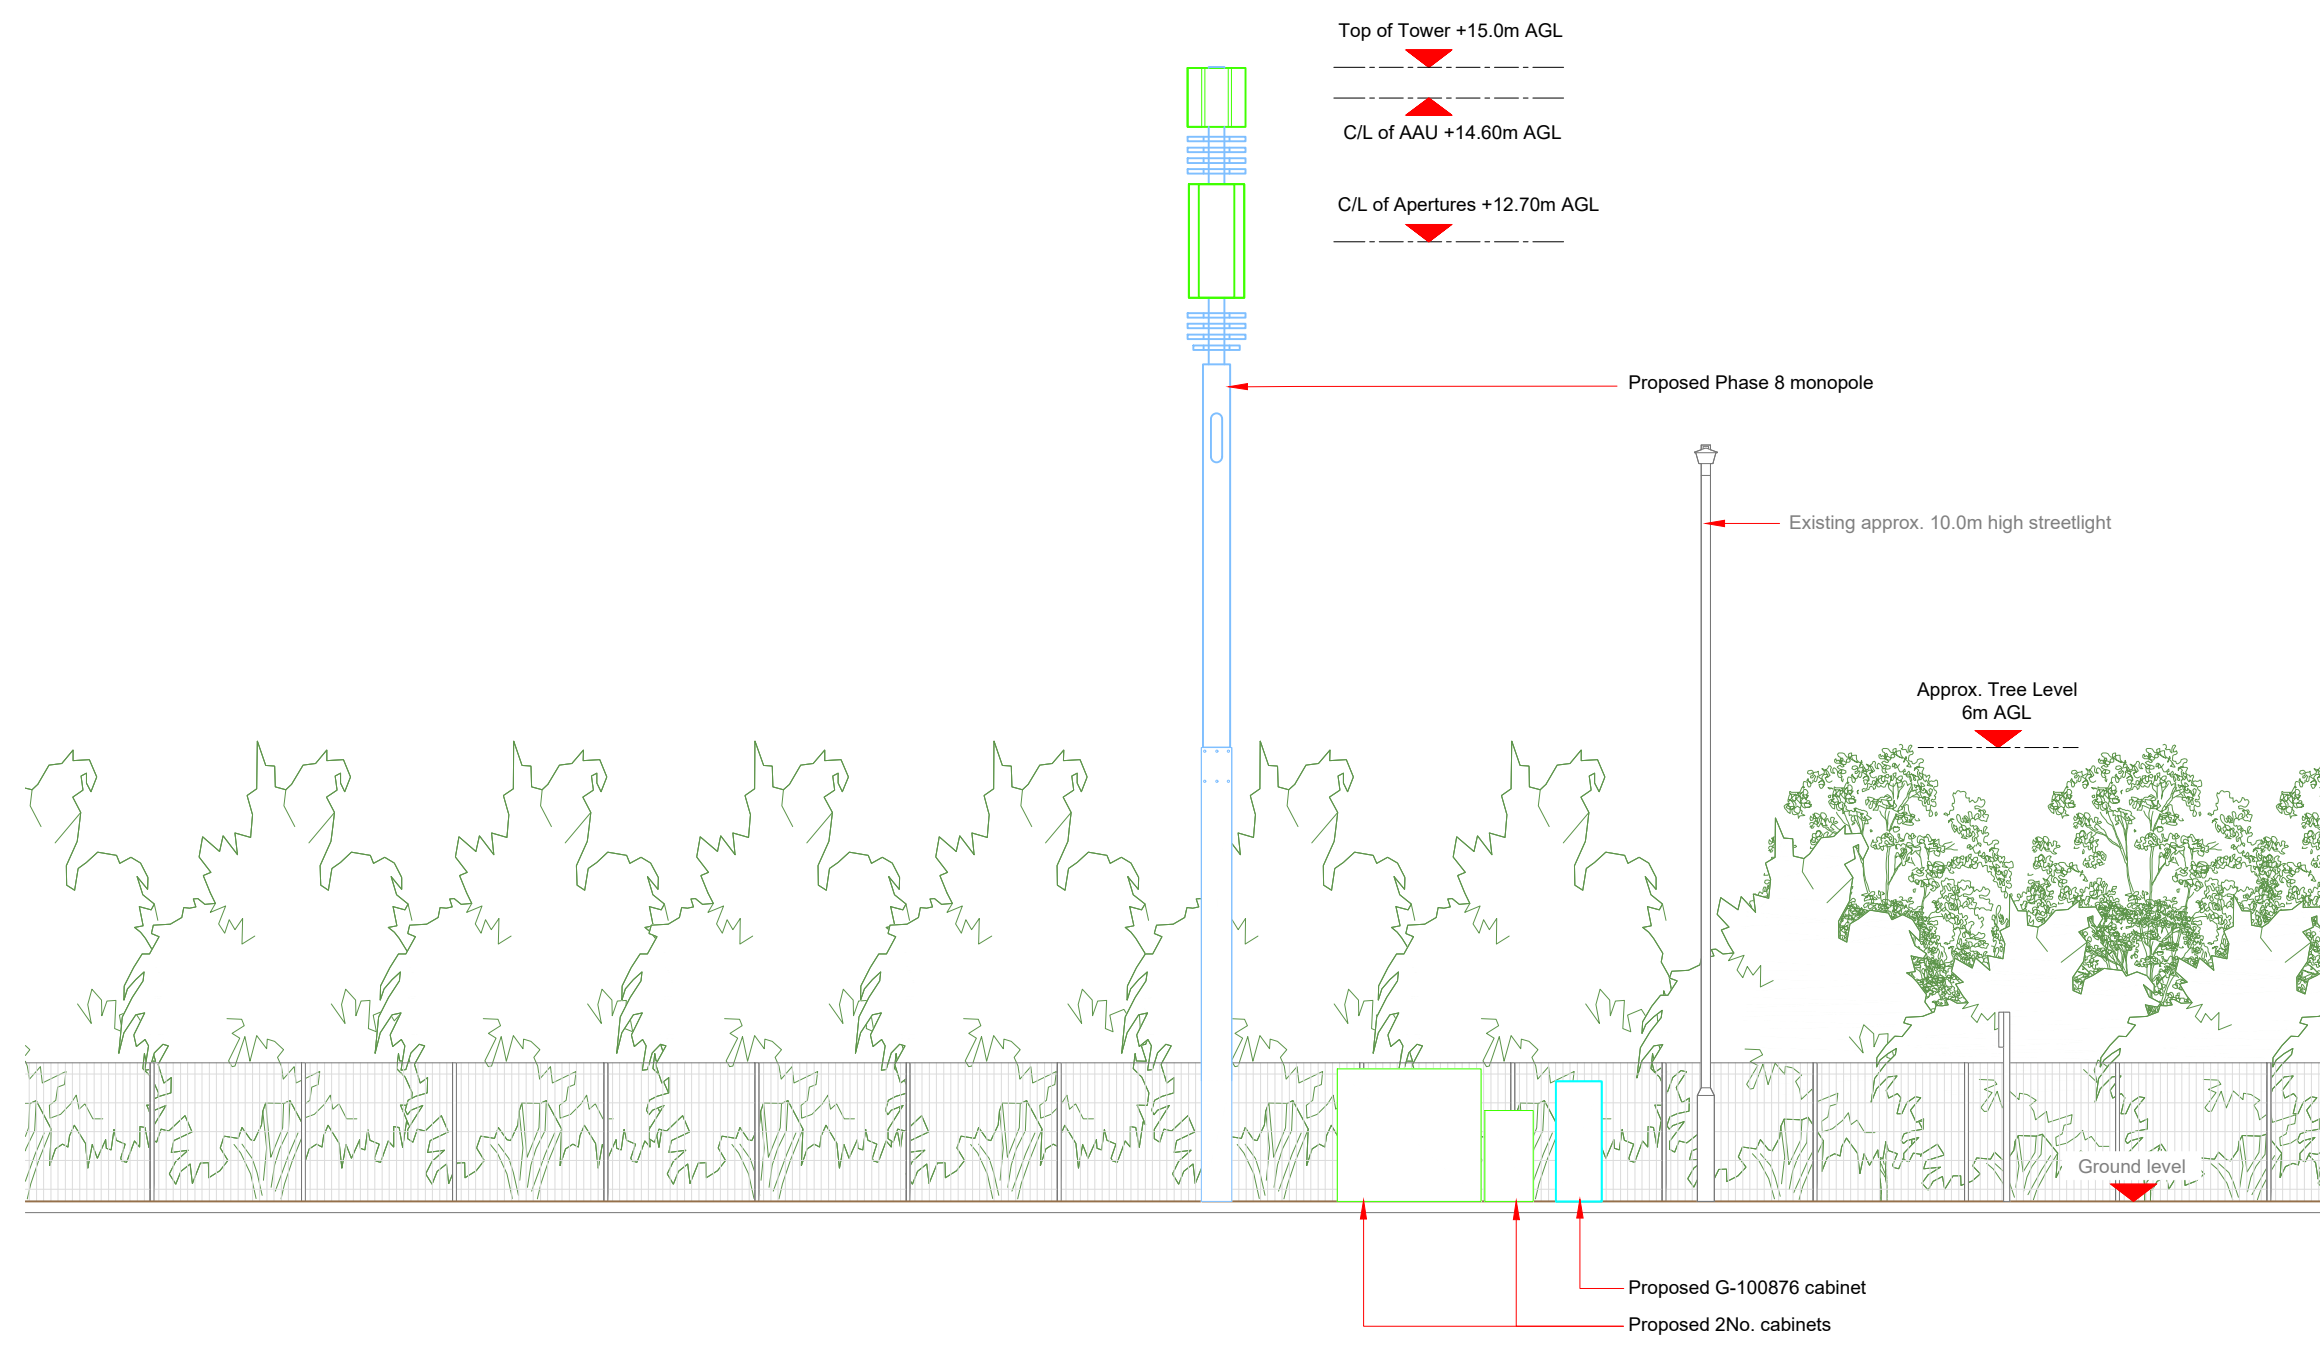 Top of Tower +15.0m AGL
C/L of AAU +14.60m AGL
C/L of Apertures +12.70m AGL
Proposed Phase 8 monopole
Existing approx. 10.0m high streetlight
Approx. Tree Level
6m AGL
Ground level
Proposed G-100876 cabinet
Proposed 2No. cabinets